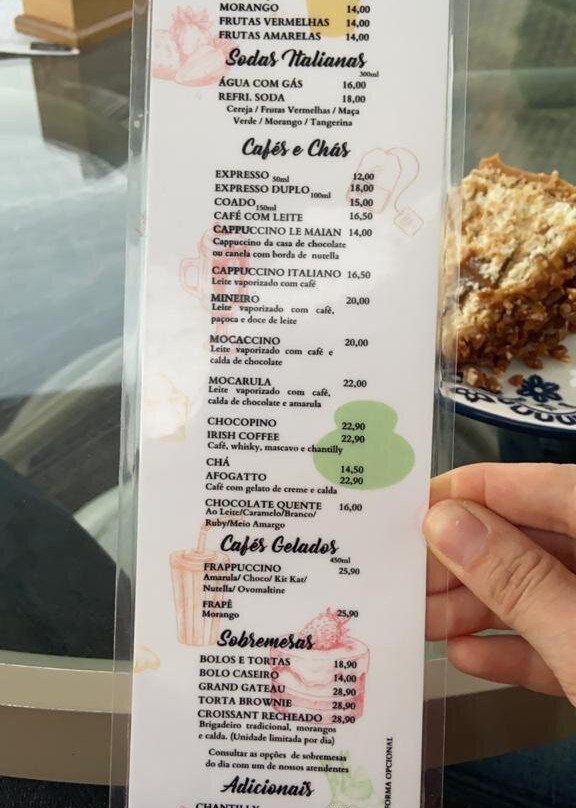 MORANGO 14,00
FRUTAS VERMELHAS 14,00
FRUTAS AMARELAS 14,00
Sodas Italianas
300ml
ÁGUA COM GÁS 16,00
REFRI. SODA 18,00
Cereja / Frutas Vermelhas / Maça
Verde / Morango / Tangerina
Cafés e Chás
EXPRESSO 50ml 12,00
EXPRESSO DUPLO 100ml 18,00
COADO 150ml 15,00
CAFÉ COM LEITE 16,50
CAPPUCCINO LE MAIAN 14,00
Cappuccino da casa de chocolate
ou canela com borda de nutella
CAPPUCCINO ITALIANO 16,50
Leite vaporizado com café
MINEIRO 20,00
Leite vaporizado com café,
paçoca e doce de leite
MOCACCINO 20,00
Leite vaporizado com café e
calda de chocolate
MOCARULA 22,00
Leite vaporizado com café,
calda de chocolate e amarula
CHOCOPINO 22,90
IRISH COFFEE 22,90
Café, whisky, mascavo e chantilly
CHÁ 14,50
AFOGATTO 22,90
Café com gelato de creme e calda
CHOCOLATE QUENTE 16,00
Ao Leite/Caramelo/Branco/
Ruby/Meio Amargo
Cafés Gelados
450ml
FRAPPUCCINO 25,90
Amarula/ Choco/ Kit Kat/
Nutella/ Ovomaltine
FRAPÊ 25,90
Morango
Sobremesas
BOLOS E TORTAS 18,90
BOLO CASEIRO 14,00
GRAND GATEAU 28,90
TORTA BROWNIE 28,90
CROISSANT RECHEADO 28,90
Brigadeiro tradicional, morangos
e calda. (Unidade limitada por dia)
Consultar as opções de sobremesas
do dia com um de nossos atendentes
Adicionais
CHANTILLY
FORMA OPCIONAL